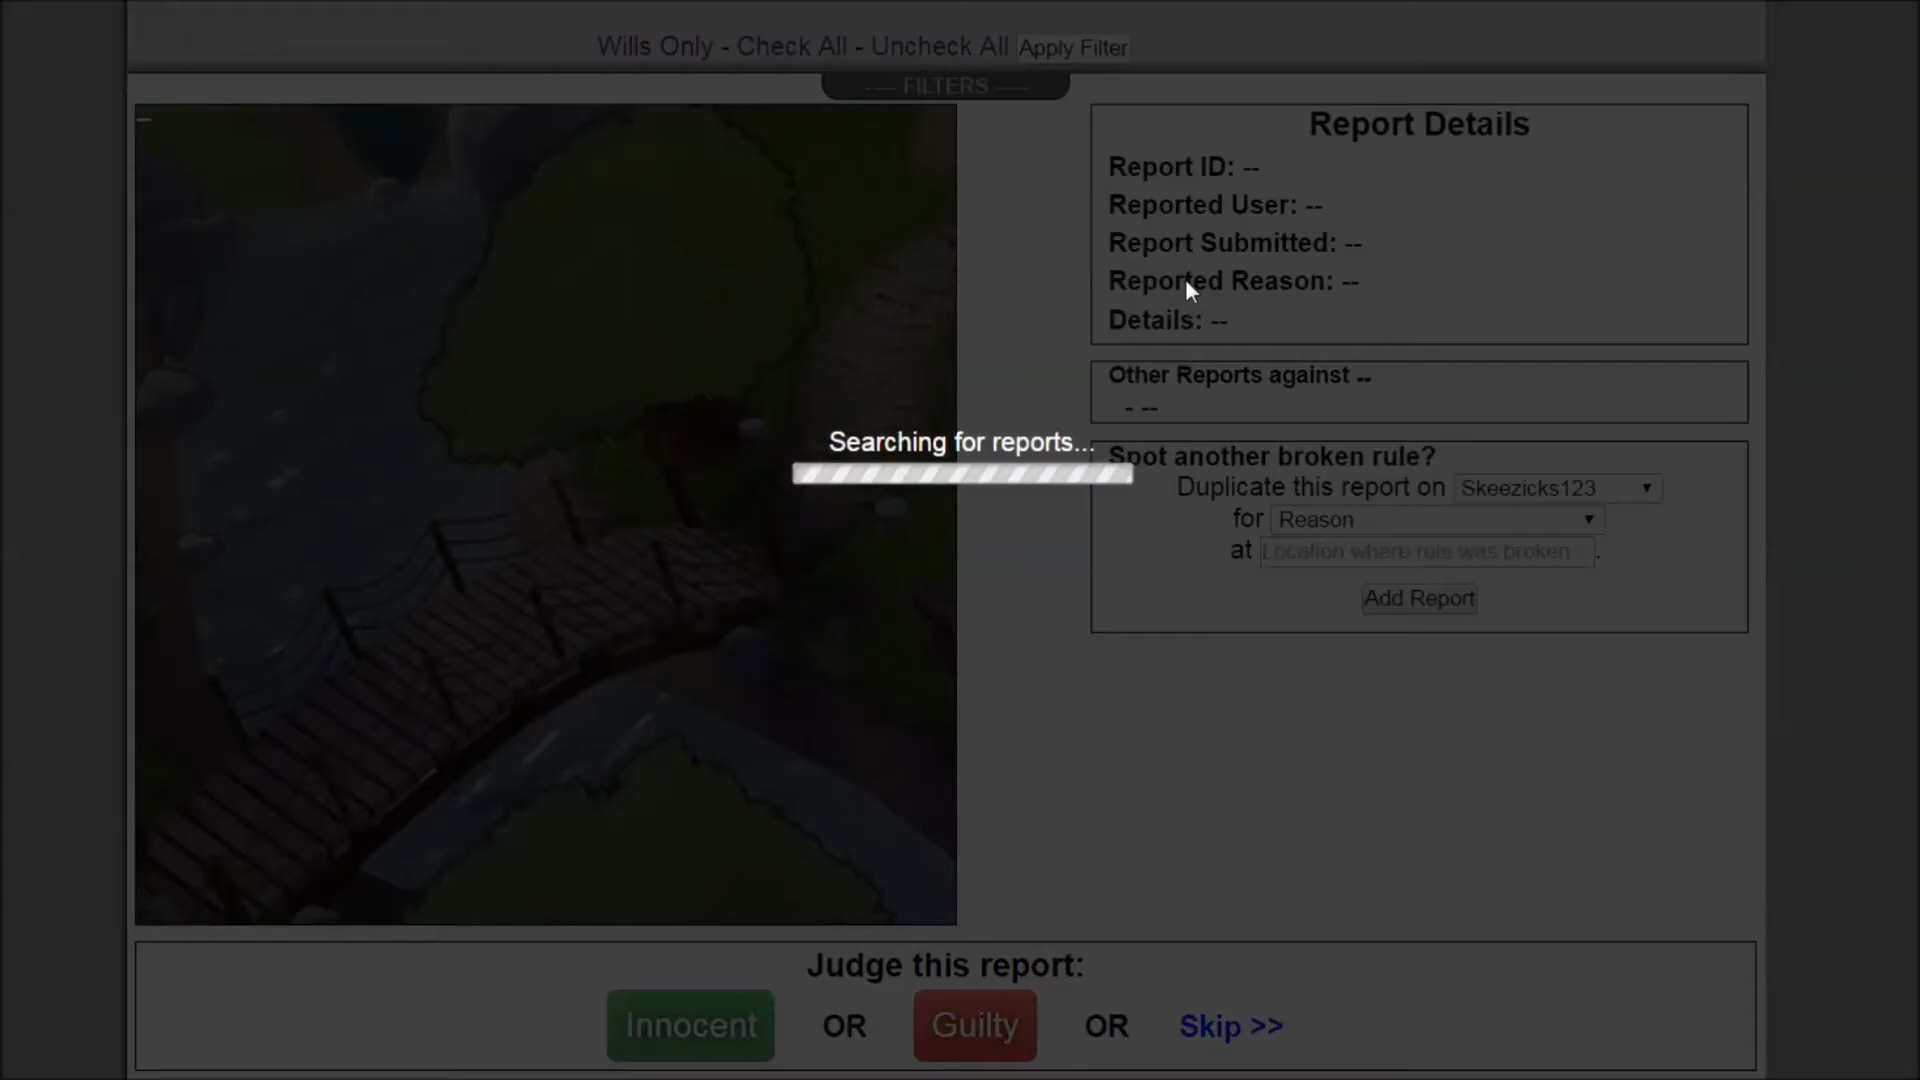 Wills Only - Check All - Uncheck All Apply Filter
FILTERS
Report Details
Report ID: --
Reported User: --
Report Submitted: --
Reported Reason: --
Details: --
Other Reports against --
- --
Searching for reports...
Spot another broken rule?
Duplicate this report on Skeezicks123
for Reason
at Location where rule was broken .
Add Report
Judge this report:
Innocent OR Guilty OR Skip >>